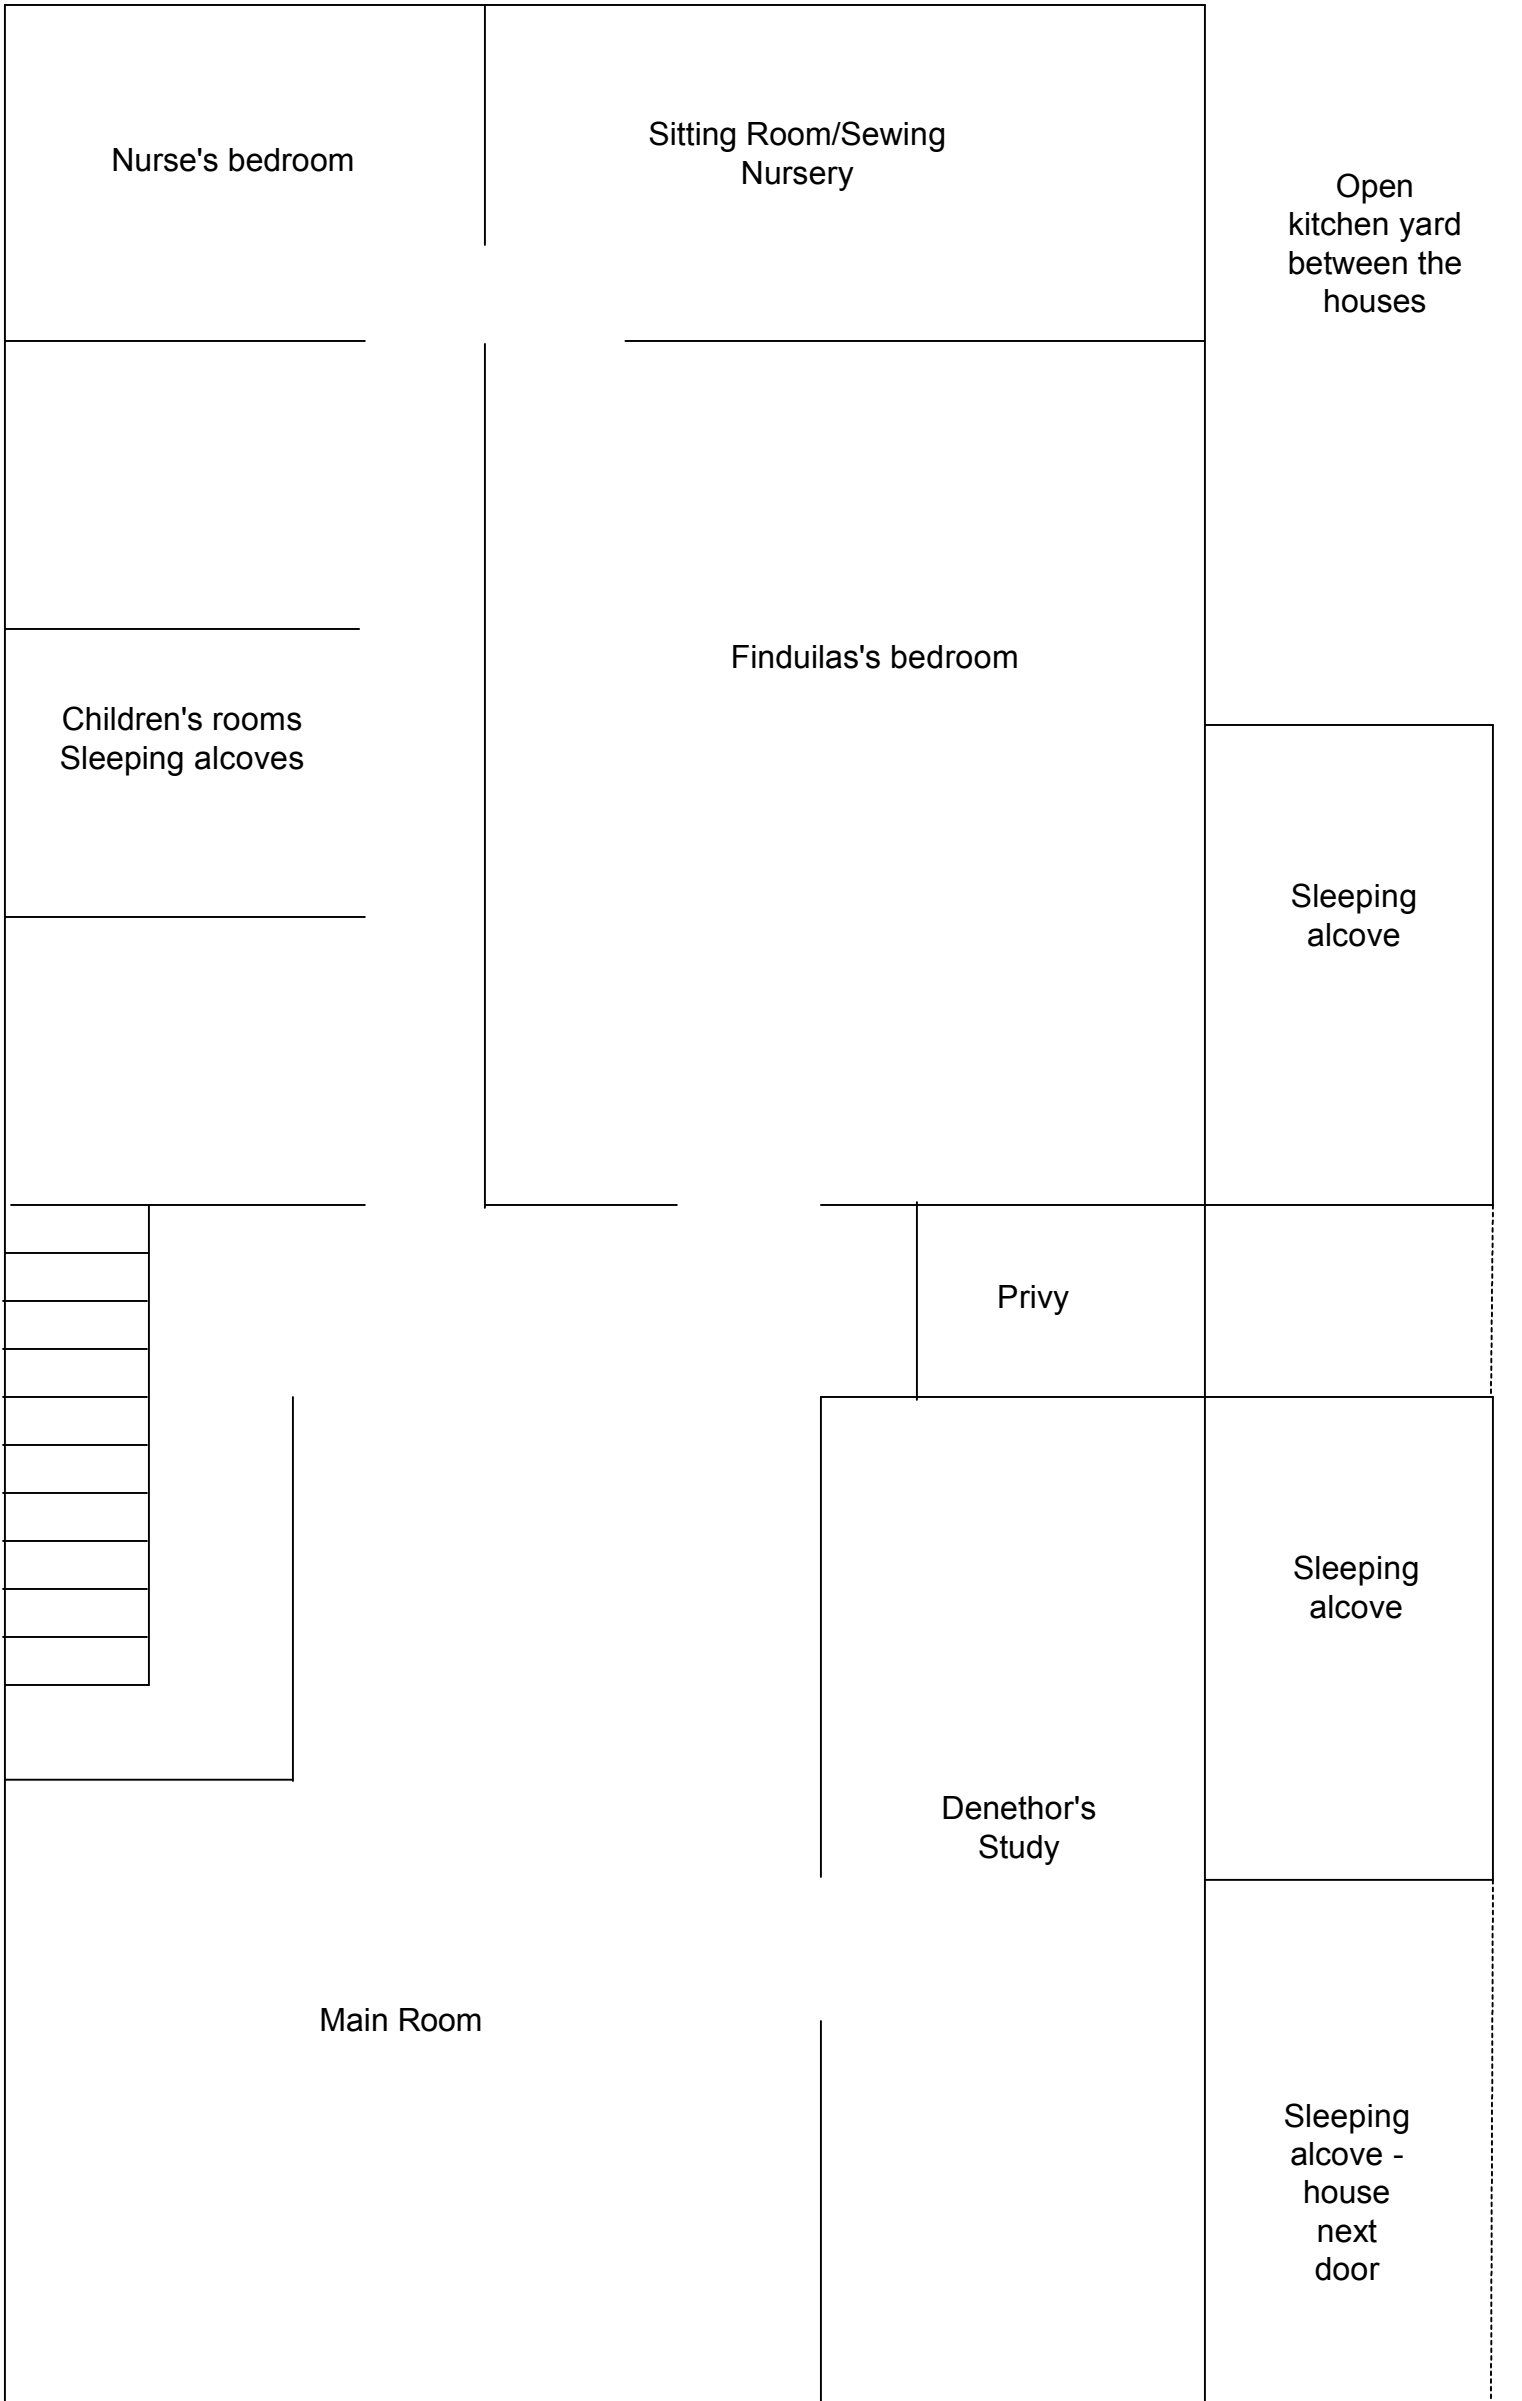 Nurse's bedroom
Sitting Room/Sewing
Nursery
Open
kitchen yard
between the
houses
Finduilas's bedroom
Children's rooms
Sleeping alcoves
Sleeping
alcove
Privy
Sleeping
alcove
Denethor's
Study
Main Room
Sleeping
alcove -
house
next
door